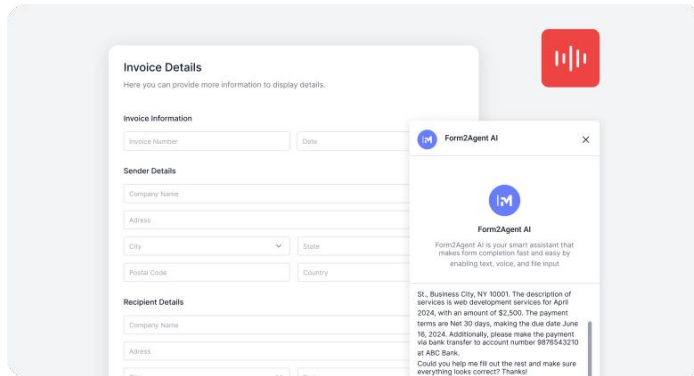 Invoice Details
Here you can provide more information to display details.
Invoice Information
Invoice Number
Date
Sender Details
Company Name
Adress
City
State
Postal Code
Country
Recipient Details
Company Name
Adress
Form2Agent AI
Form2Agent AI
Form2Agent AI is your smart assistant that
makes form completion fast and easy by
enabling text, voice, and file input
St., Business City, NY 10001. The description of
services is web development services for April
2024, with an amount of $2,500. The payment
terms are Net 30 days, making the due date June
16, 2024. Additionally, please make the payment
via bank transfer to account number 9876543210
at ABC Bank.
Could you help me fill out the rest and make sure
everything looks correct? Thanks!